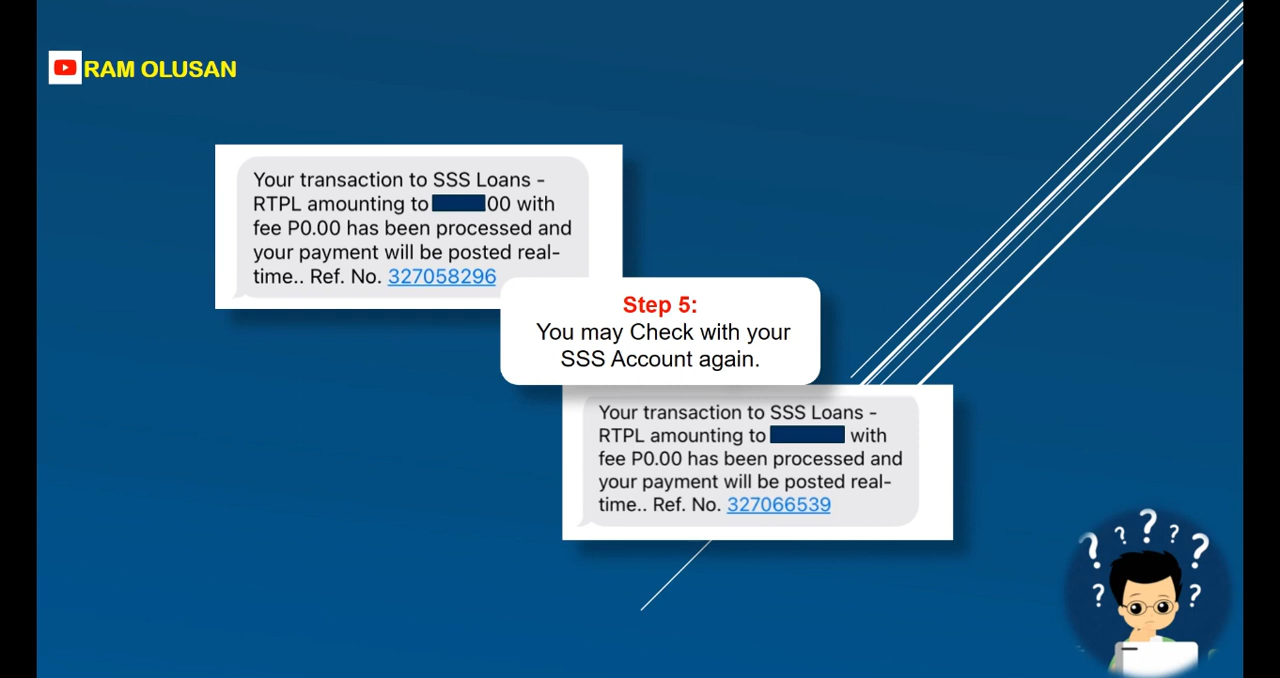 RAM OLUSAN
Your transaction to SSS Loans -
RTPL amounting to 00 with
fee P0.00 has been processed and
your payment will be posted real-
time.. Ref. No. 327058296
Step 5:
You may Check with your
SSS Account again.
Your transaction to SSS Loans -
RTPL amounting to with
fee P0.00 has been processed and
your payment will be posted real-
time.. Ref. No. 327066539
? ? ? ? ?
? ?